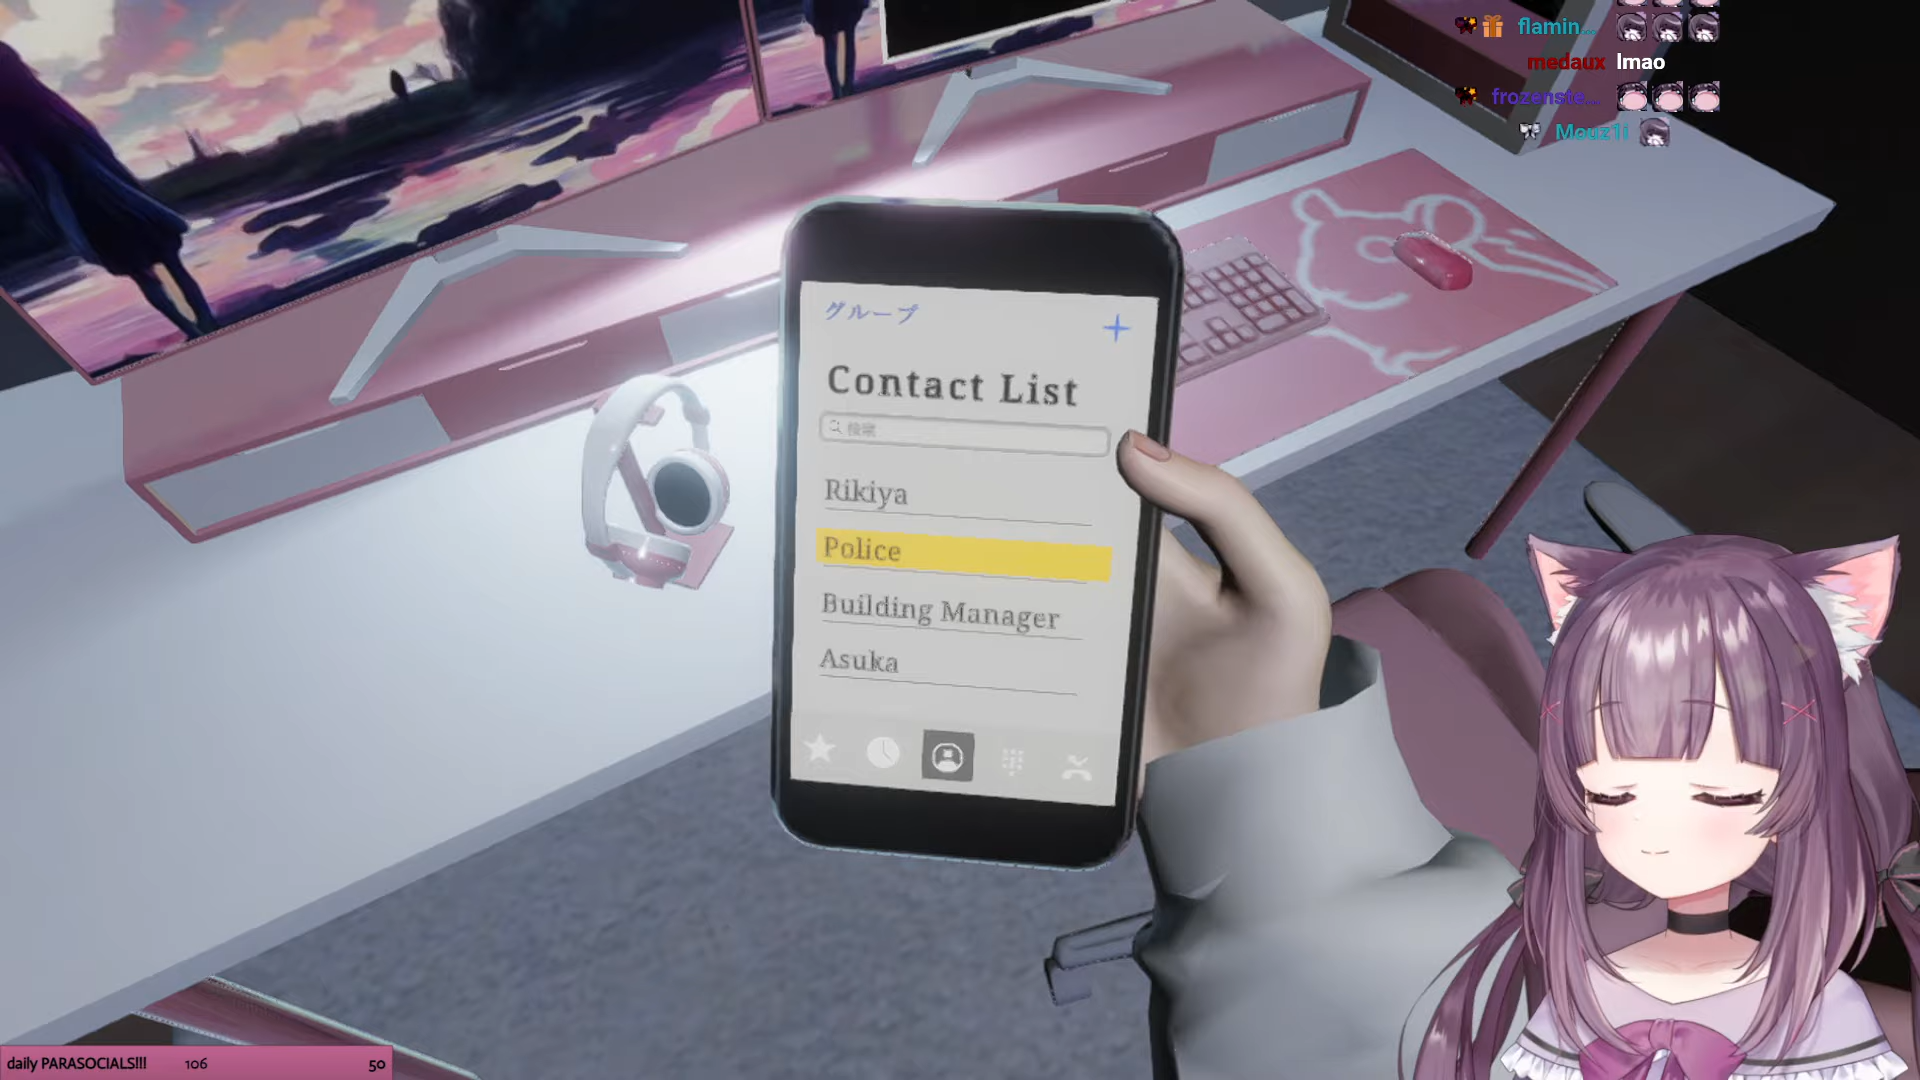 flamin...
medaux lmao
frozenste...
Mouz1i
グループ
+
Contact List
検索
Rikiya
Police
Building Manager
Asuka
daily PARASOCIALS!!! 106 50